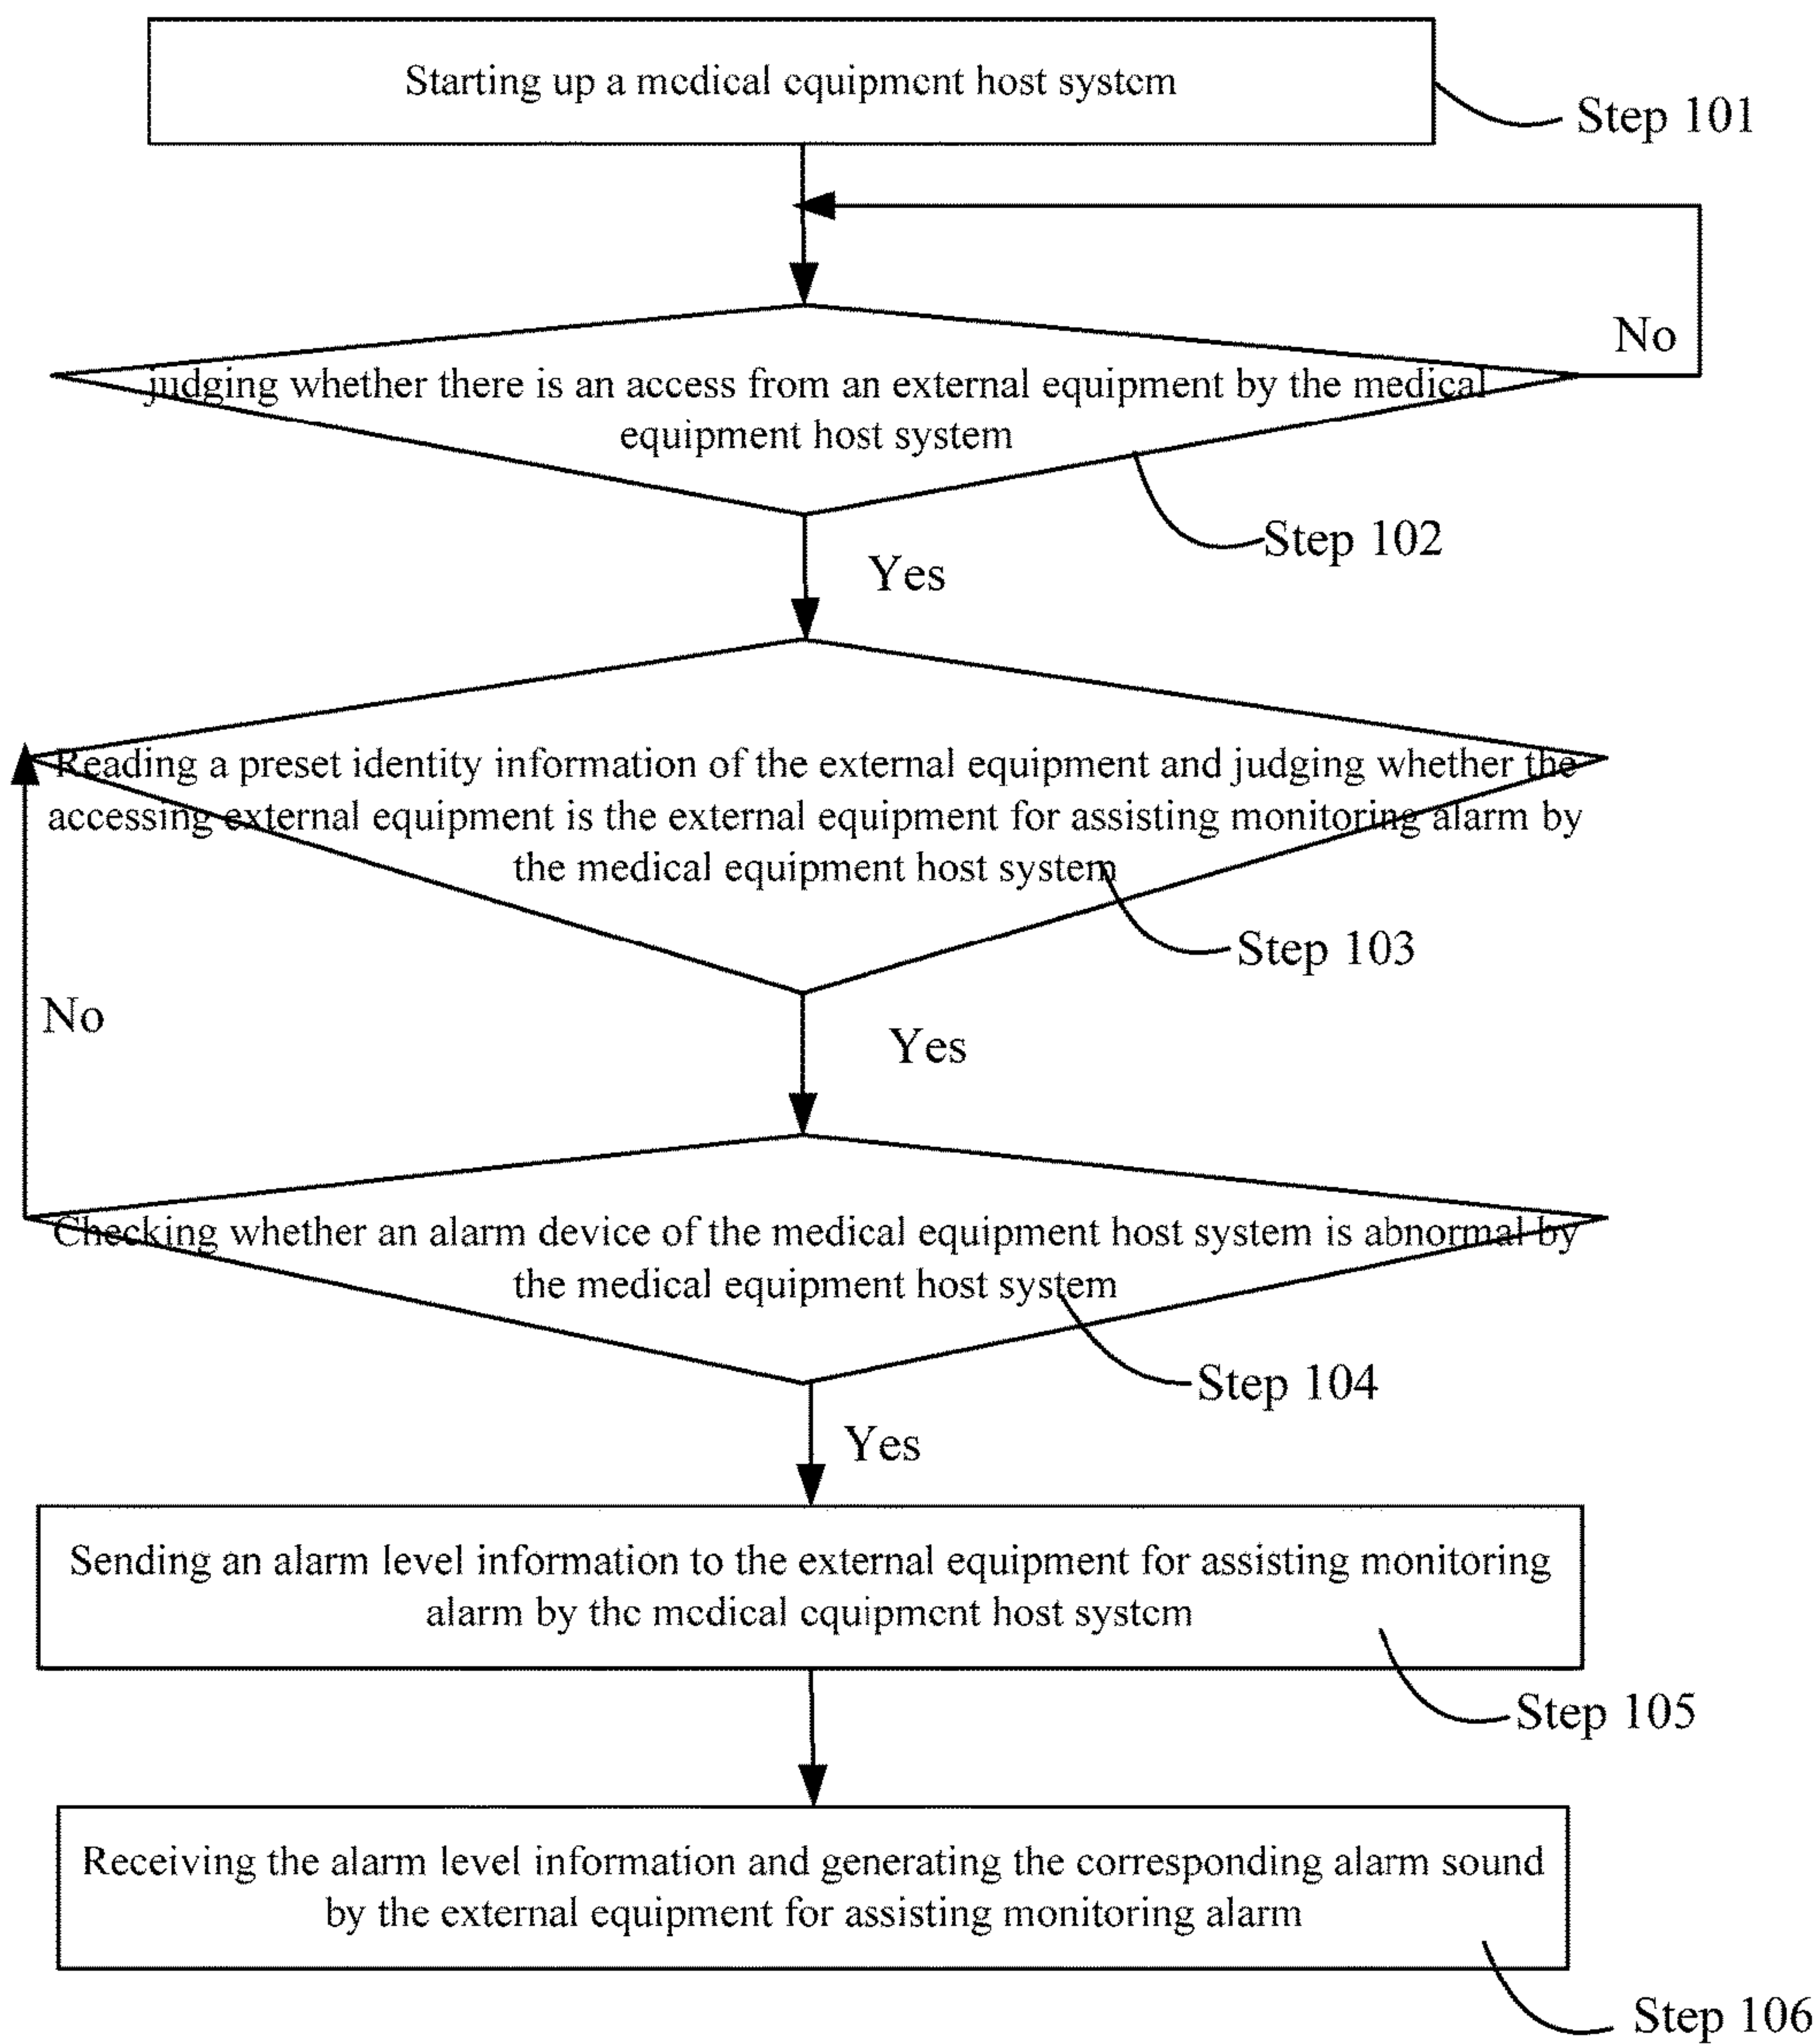 Starting up a medical equipment host system
Step 101
No
judging whether there is an access from an external equipment by the medical
equipment host system
Step 102
Yes
Reading a preset identity information of the external equipment and judging whether the
accessing external equipment is the external equipment for assisting monitoring alarm by
the medical equipment host system
Step 103
No
Yes
Checking whether an alarm device of the medical equipment host system is abnormal by
the medical equipment host system
Step 104
Yes
Sending an alarm level information to the external equipment for assisting monitoring
alarm by the medical equipment host system
Step 105
Receiving the alarm level information and generating the corresponding alarm sound
by the external equipment for assisting monitoring alarm
Step 106